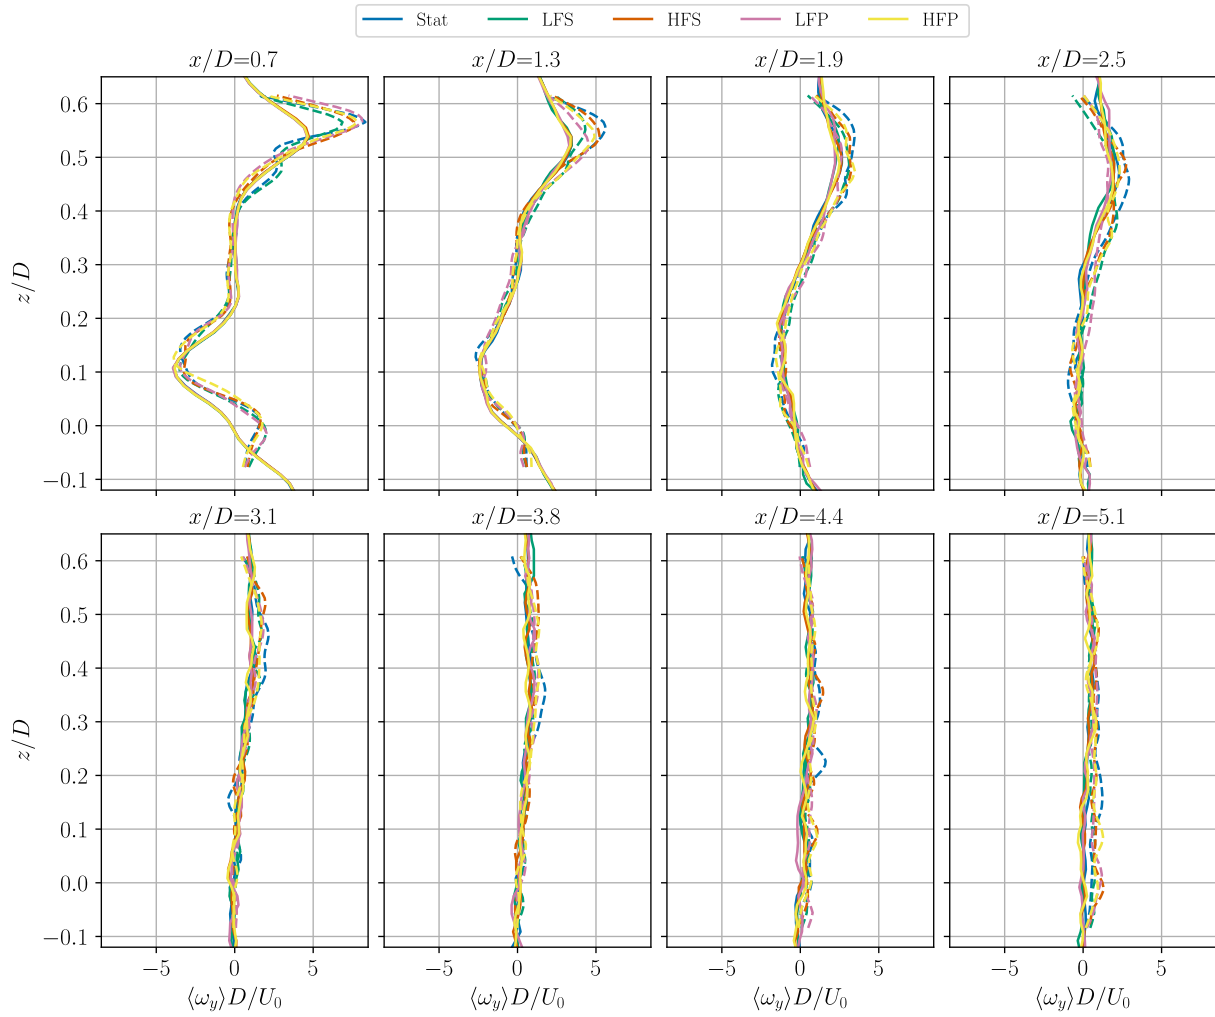 Stat LFS HFS LFP HFP
x/D=0.7 x/D=1.3 x/D=1.9 x/D=2.5
0.6
0.5
0.4
0.3
0.2
0.1
0.0
−0.1
z/D
x/D=3.1 x/D=3.8 x/D=4.4 x/D=5.1
0.6
0.5
0.4
0.3
0.2
0.1
0.0
−0.1
z/D
−5 0 5 −5 0 5 −5 0 5 −5 0 5
⟨ω_y⟩D/U_0 ⟨ω_y⟩D/U_0 ⟨ω_y⟩D/U_0 ⟨ω_y⟩D/U_0